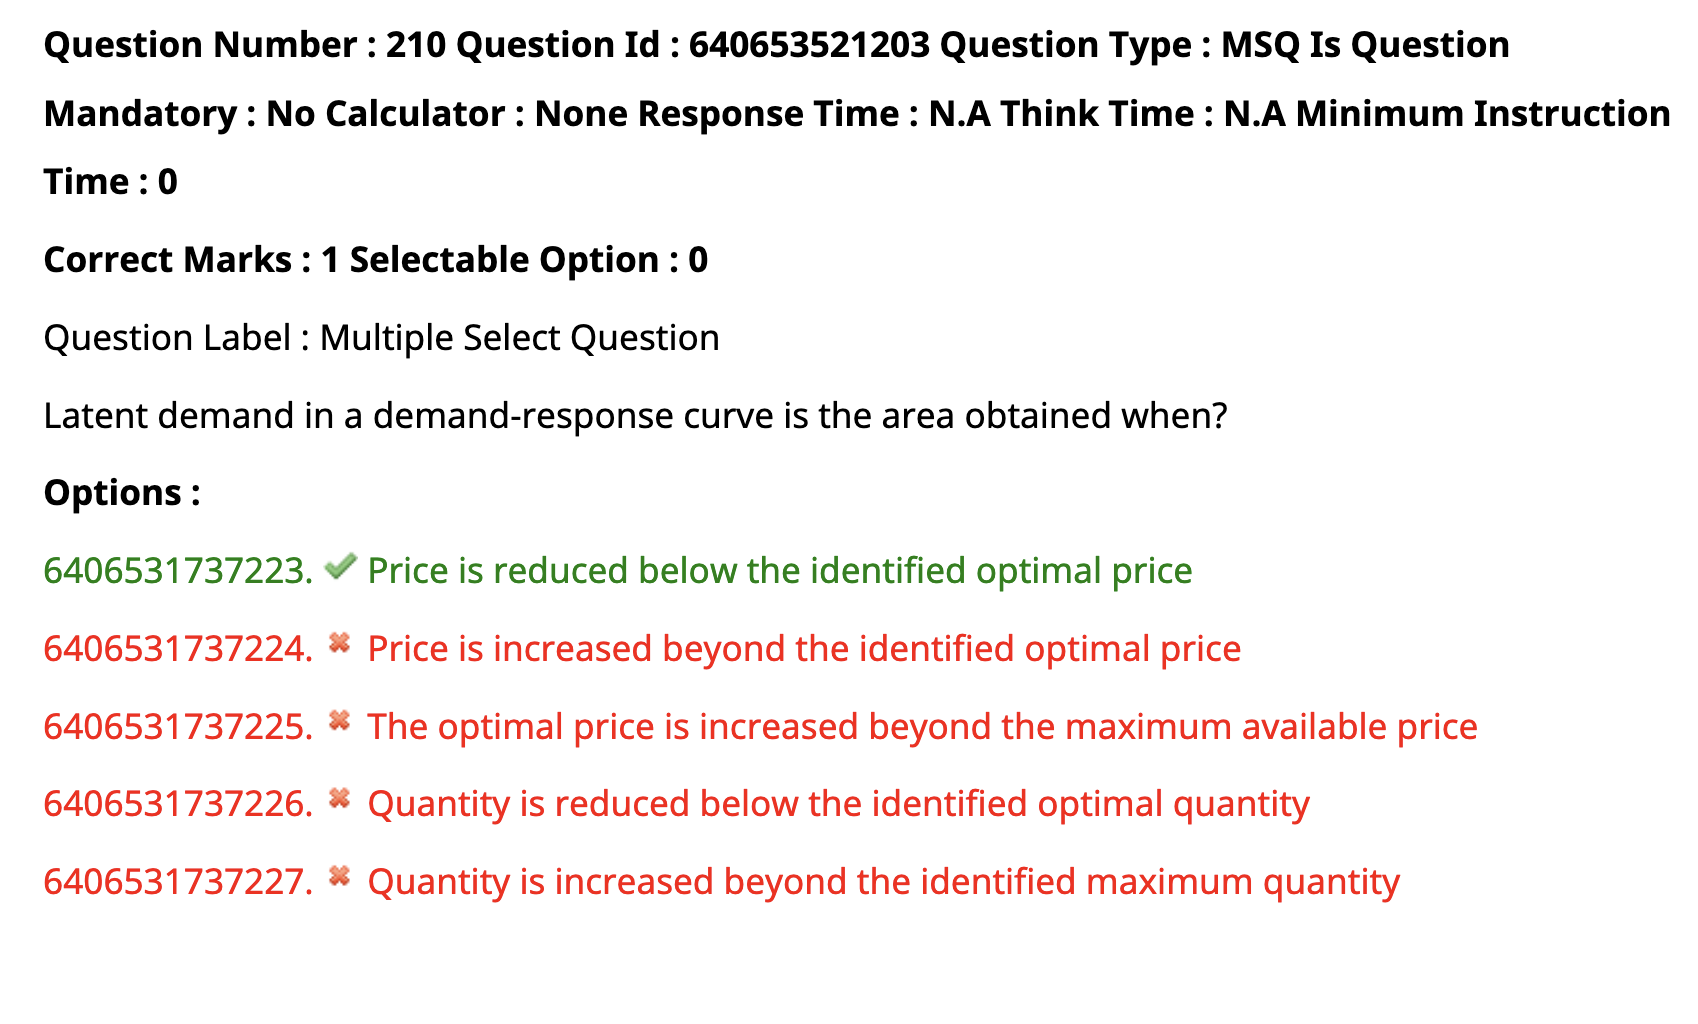 Question Number : 210 Question Id : 640653521203 Question Type : MSQ Is Question
Mandatory : No Calculator : None Response Time : N.A Think Time : N.A Minimum Instruction
Time : 0
Correct Marks : 1 Selectable Option : 0
Question Label : Multiple Select Question
Latent demand in a demand-response curve is the area obtained when?
Options :
6406531737223. Price is reduced below the identified optimal price
6406531737224. Price is increased beyond the identified optimal price
6406531737225. The optimal price is increased beyond the maximum available price
6406531737226. Quantity is reduced below the identified optimal quantity
6406531737227. Quantity is increased beyond the identified maximum quantity